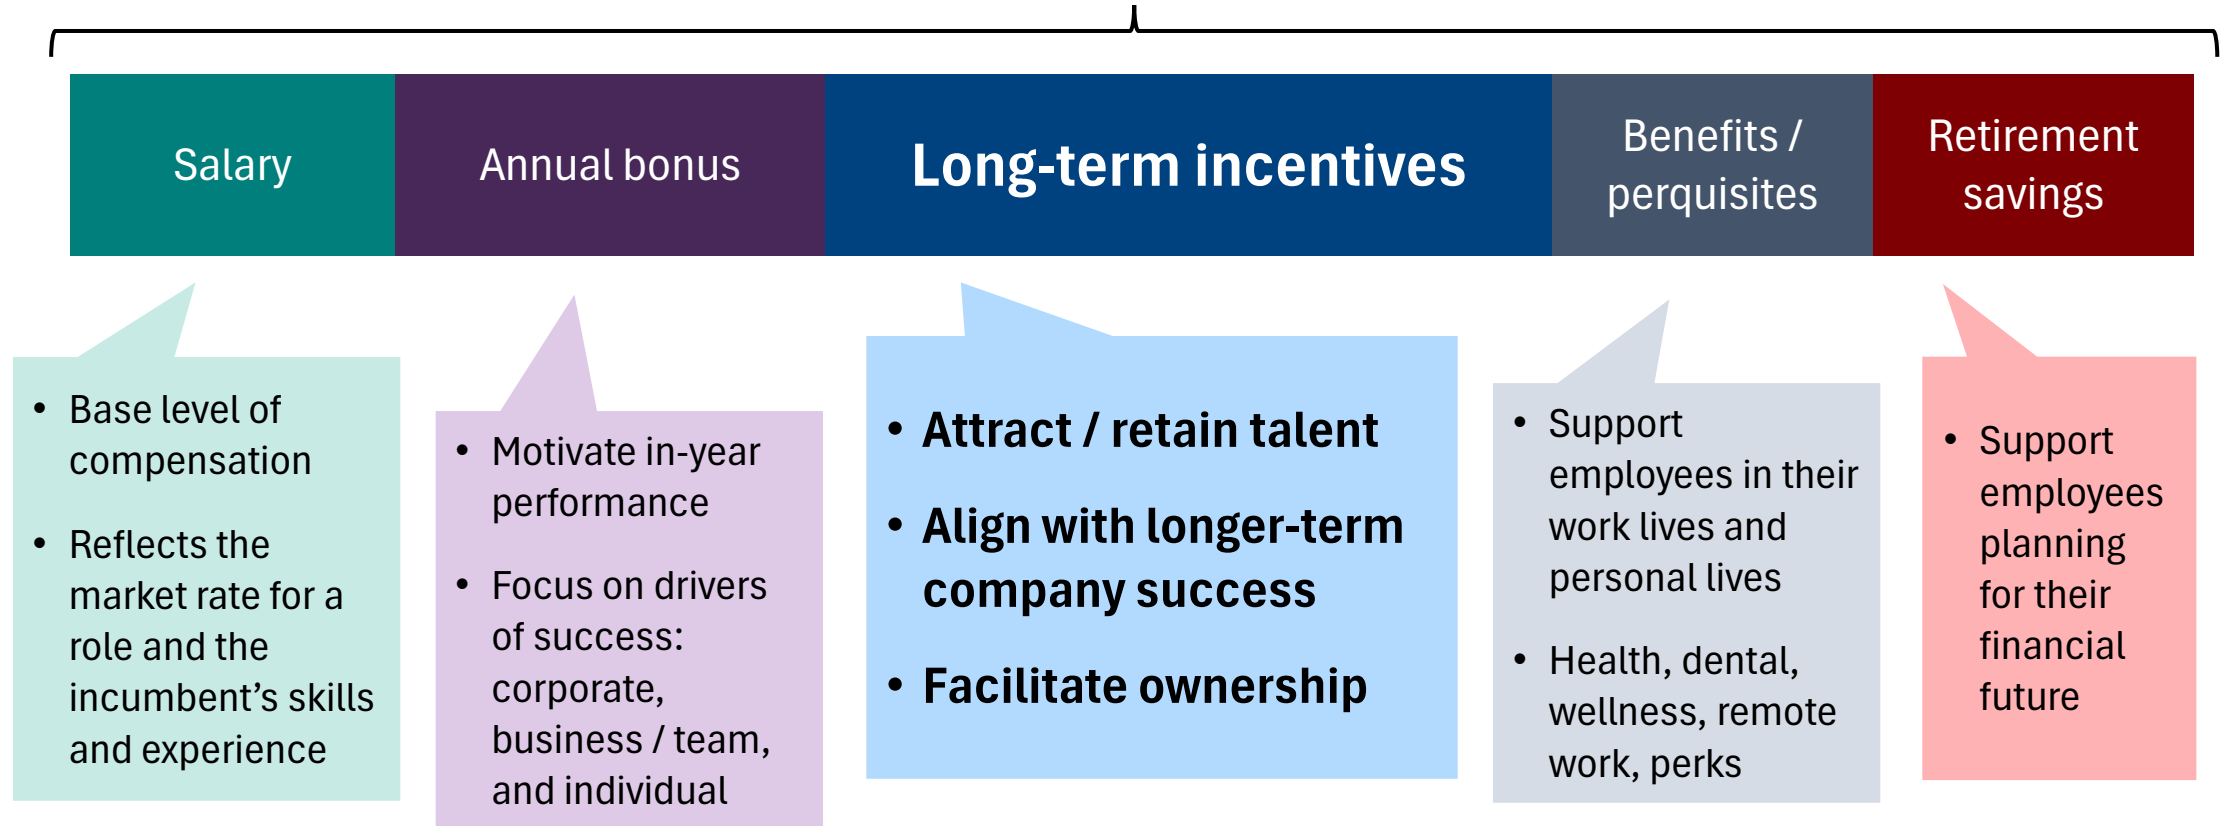 Salary
Annual bonus
Long-term incentives
Benefits /
perquisites
Retirement
savings
• Base level of
compensation
• Reflects the
market rate for a
role and the
incumbent’s skills
and experience
• Motivate in-year
performance
• Focus on drivers
of success:
corporate,
business / team,
and individual
• Attract / retain talent
• Align with longer-term
company success
• Facilitate ownership
• Support
employees in their
work lives and
personal lives
• Health, dental,
wellness, remote
work, perks
• Support
employees
planning
for their
financial
future